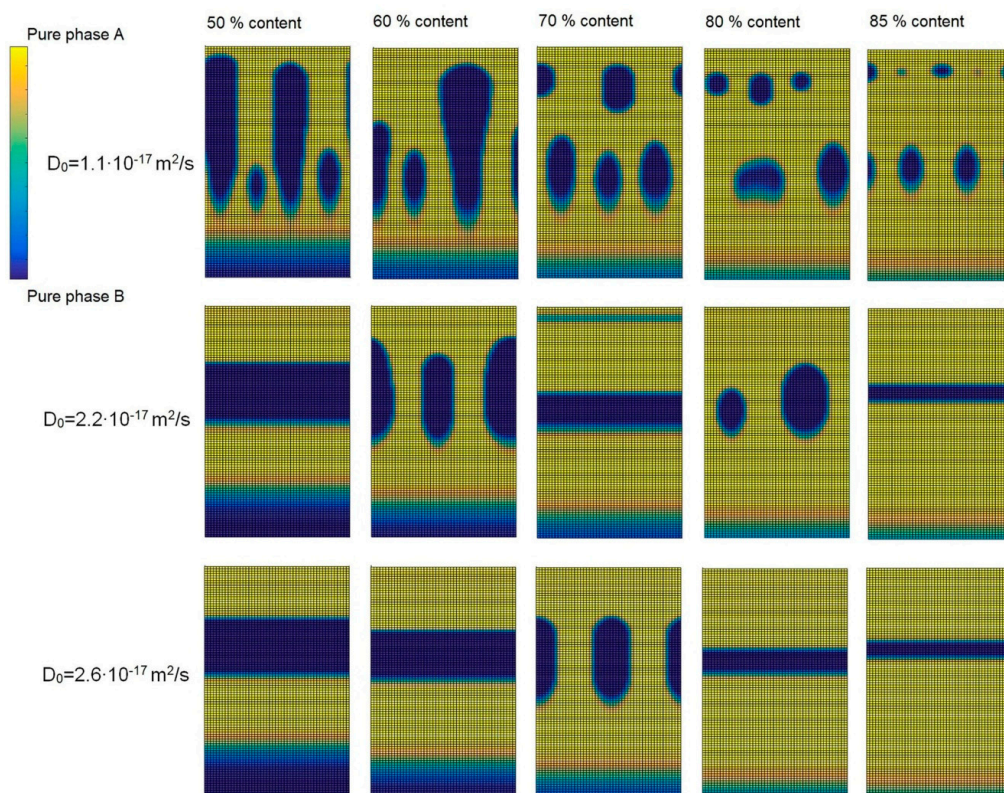 50 % content
60 % content
70 % content
80 % content
85 % content
Pure phase A
D₀=1.1·10⁻¹⁷ m²/s
Pure phase B
D₀=2.2·10⁻¹⁷ m²/s
D₀=2.6·10⁻¹⁷ m²/s